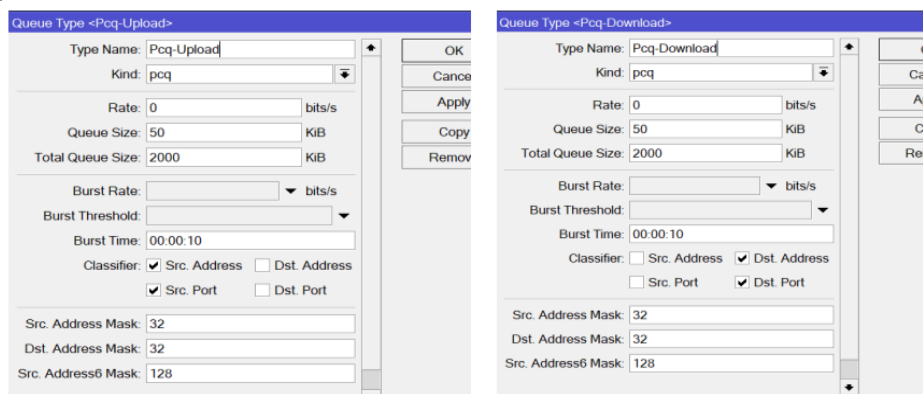 Queue Type <Pcq-Upload>
Type Name: Pcq-Upload
Kind: pcq
Rate: 0 bits/s
Queue Size: 50 KiB
Total Queue Size: 2000 KiB
Burst Rate: bits/s
Burst Threshold:
Burst Time: 00:00:10
Classifier: Src. Address Dst. Address
Src. Port Dst. Port
Src. Address Mask: 32
Dst. Address Mask: 32
Src. Address6 Mask: 128
OK
Cance
Apply
Copy
Remov
Queue Type <Pcq-Download>
Type Name: Pcq-Download
Kind: pcq
Rate: 0 bits/s
Queue Size: 50 KiB
Total Queue Size: 2000 KiB
Burst Rate: bits/s
Burst Threshold:
Burst Time: 00:00:10
Classifier: Src. Address Dst. Address
Src. Port Dst. Port
Src. Address Mask: 32
Dst. Address Mask: 32
Src. Address6 Mask: 128
Ca
A
C
Re